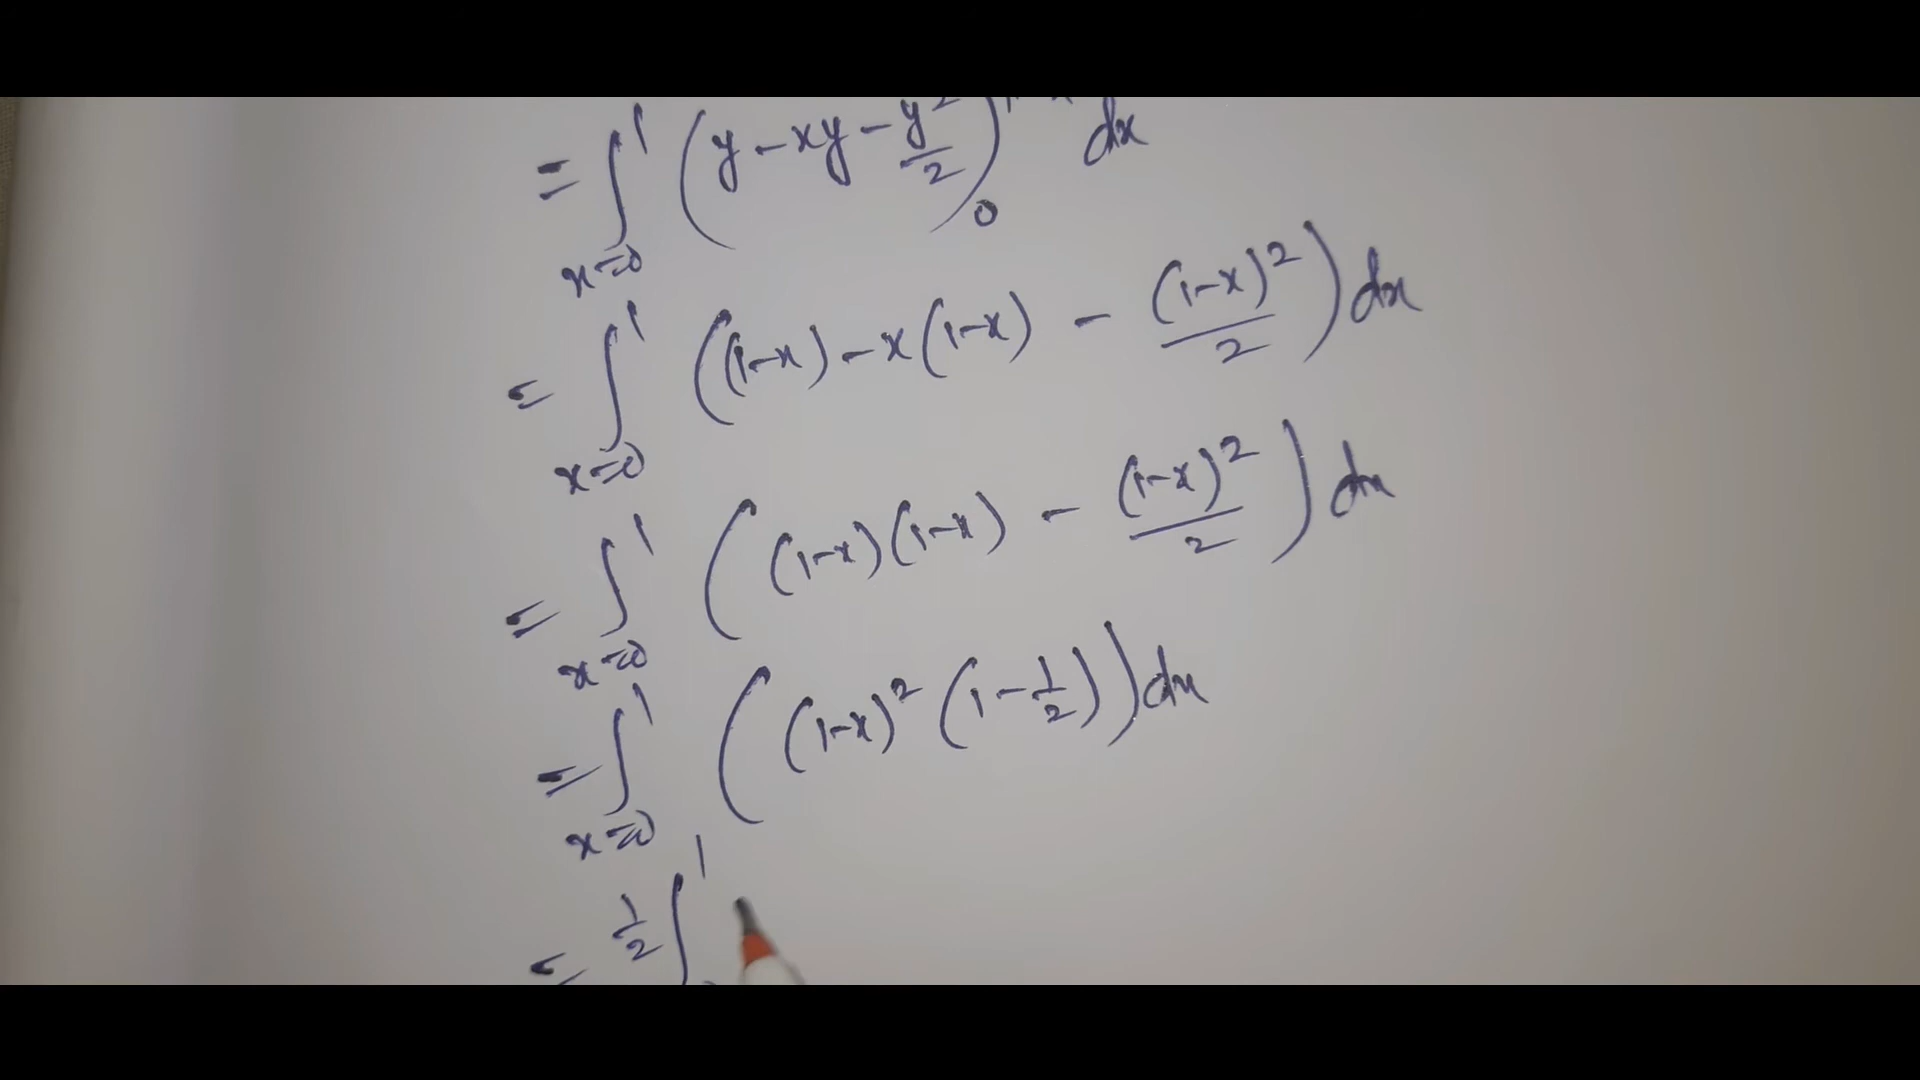 = ∫_{x=0}^{1} (y - xy - y²/2)_0 dx
= ∫_{x=0}^{1} ((1-x) - x(1-x) - (1-x)²/2) dx
= ∫_{x=0}^{1} ((1-x)(1-x) - (1-x)²/2) dx
= ∫_{x=0}^{1} ((1-x)² (1 - 1/2)) dx
= 1/2 ∫^{1}